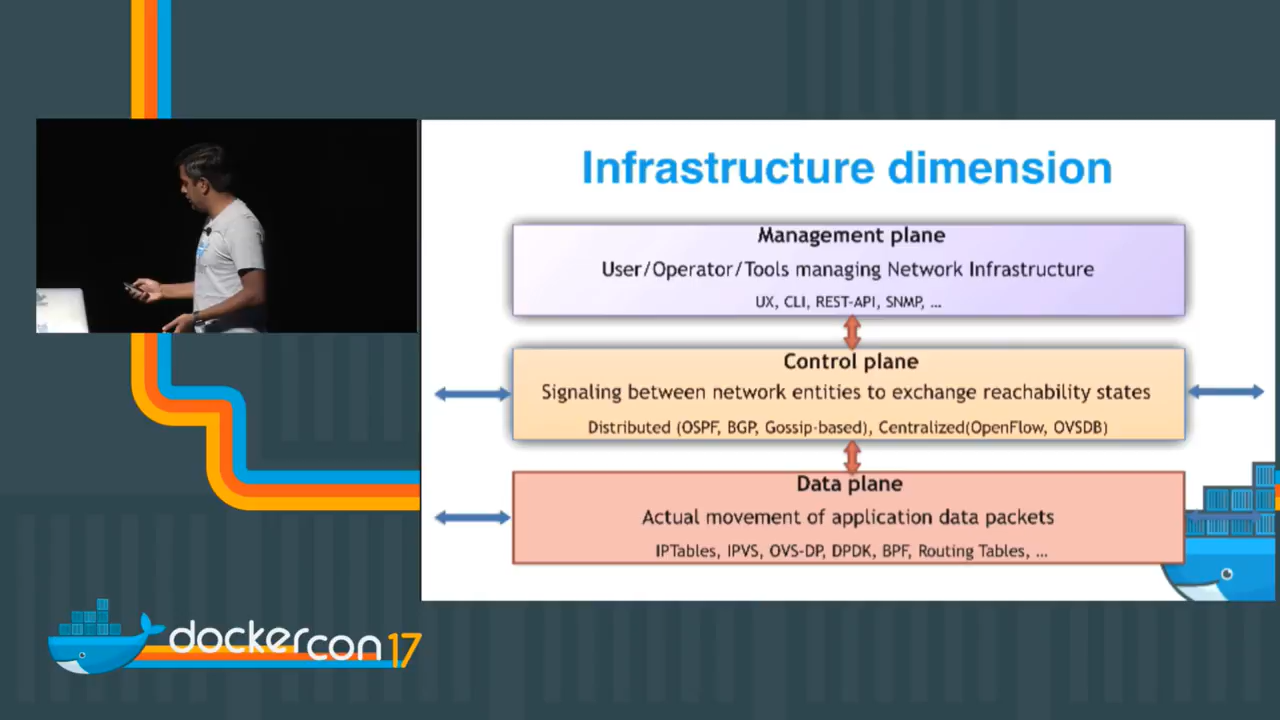 Infrastructure dimension
Management plane
User/Operator/Tools managing Network Infrastructure
UX, CLI, REST-API, SNMP, ...
Control plane
Signaling between network entities to exchange reachability states
Distributed (OSPF, BGP, Gossip-based), Centralized(OpenFlow, OVSDB)
Data plane
Actual movement of application data packets
IPTables, IPVS, OVS-DP, DPDK, BPF, Routing Tables, ...
dockercon 17